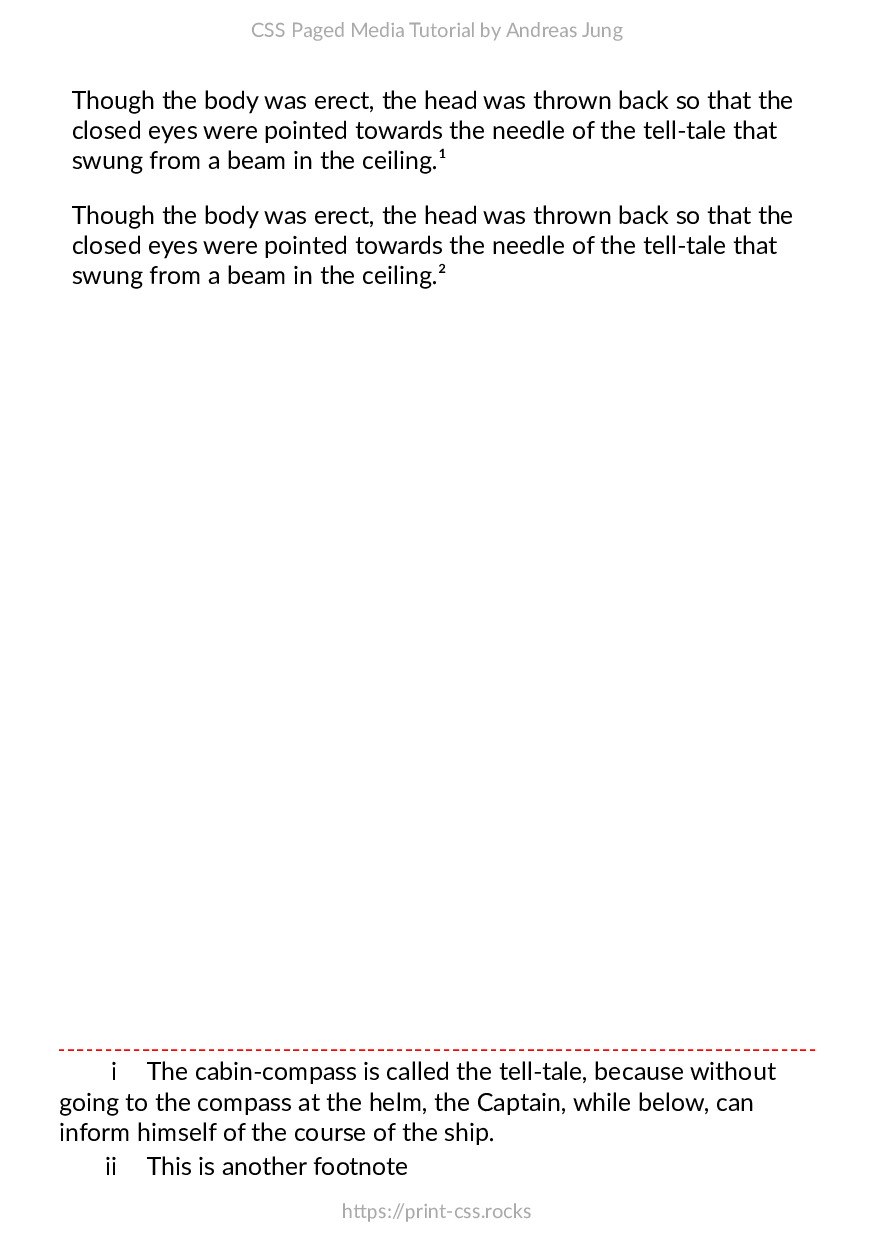 CSS Paged Media Tutorial by Andreas Jung
Though the body was erect, the head was thrown back so that the
closed eyes were pointed towards the needle of the tell-tale that
swung from a beam in the ceiling.¹
Though the body was erect, the head was thrown back so that the
closed eyes were pointed towards the needle of the tell-tale that
swung from a beam in the ceiling.²
i The cabin-compass is called the tell-tale, because without
going to the compass at the helm, the Captain, while below, can
inform himself of the course of the ship.
ii This is another footnote
https://print-css.rocks